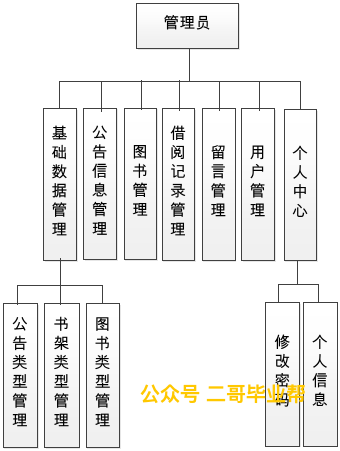 管理员
基础数据管理
公告信息管理
图书管理
借阅记录管理
留言管理
用户管理
个人中心
公告类型管理
书架类型管理
图书类型管理
修改密码
个人信息
公众号 二哥毕业帮